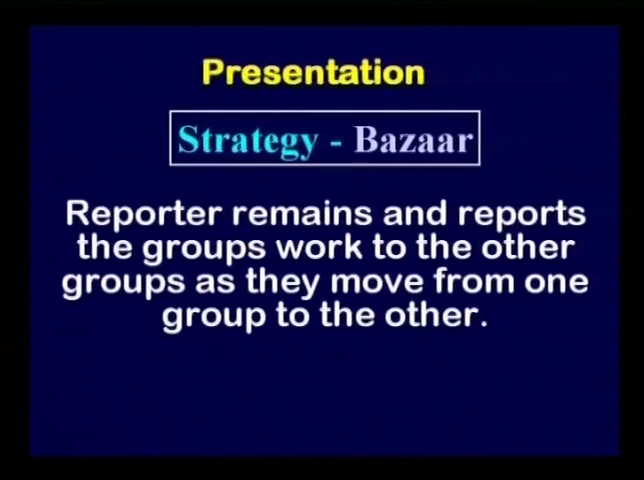 Presentation
Strategy - Bazaar
Reporter remains and reports
the groups work to the other
groups as they move from one
group to the other.